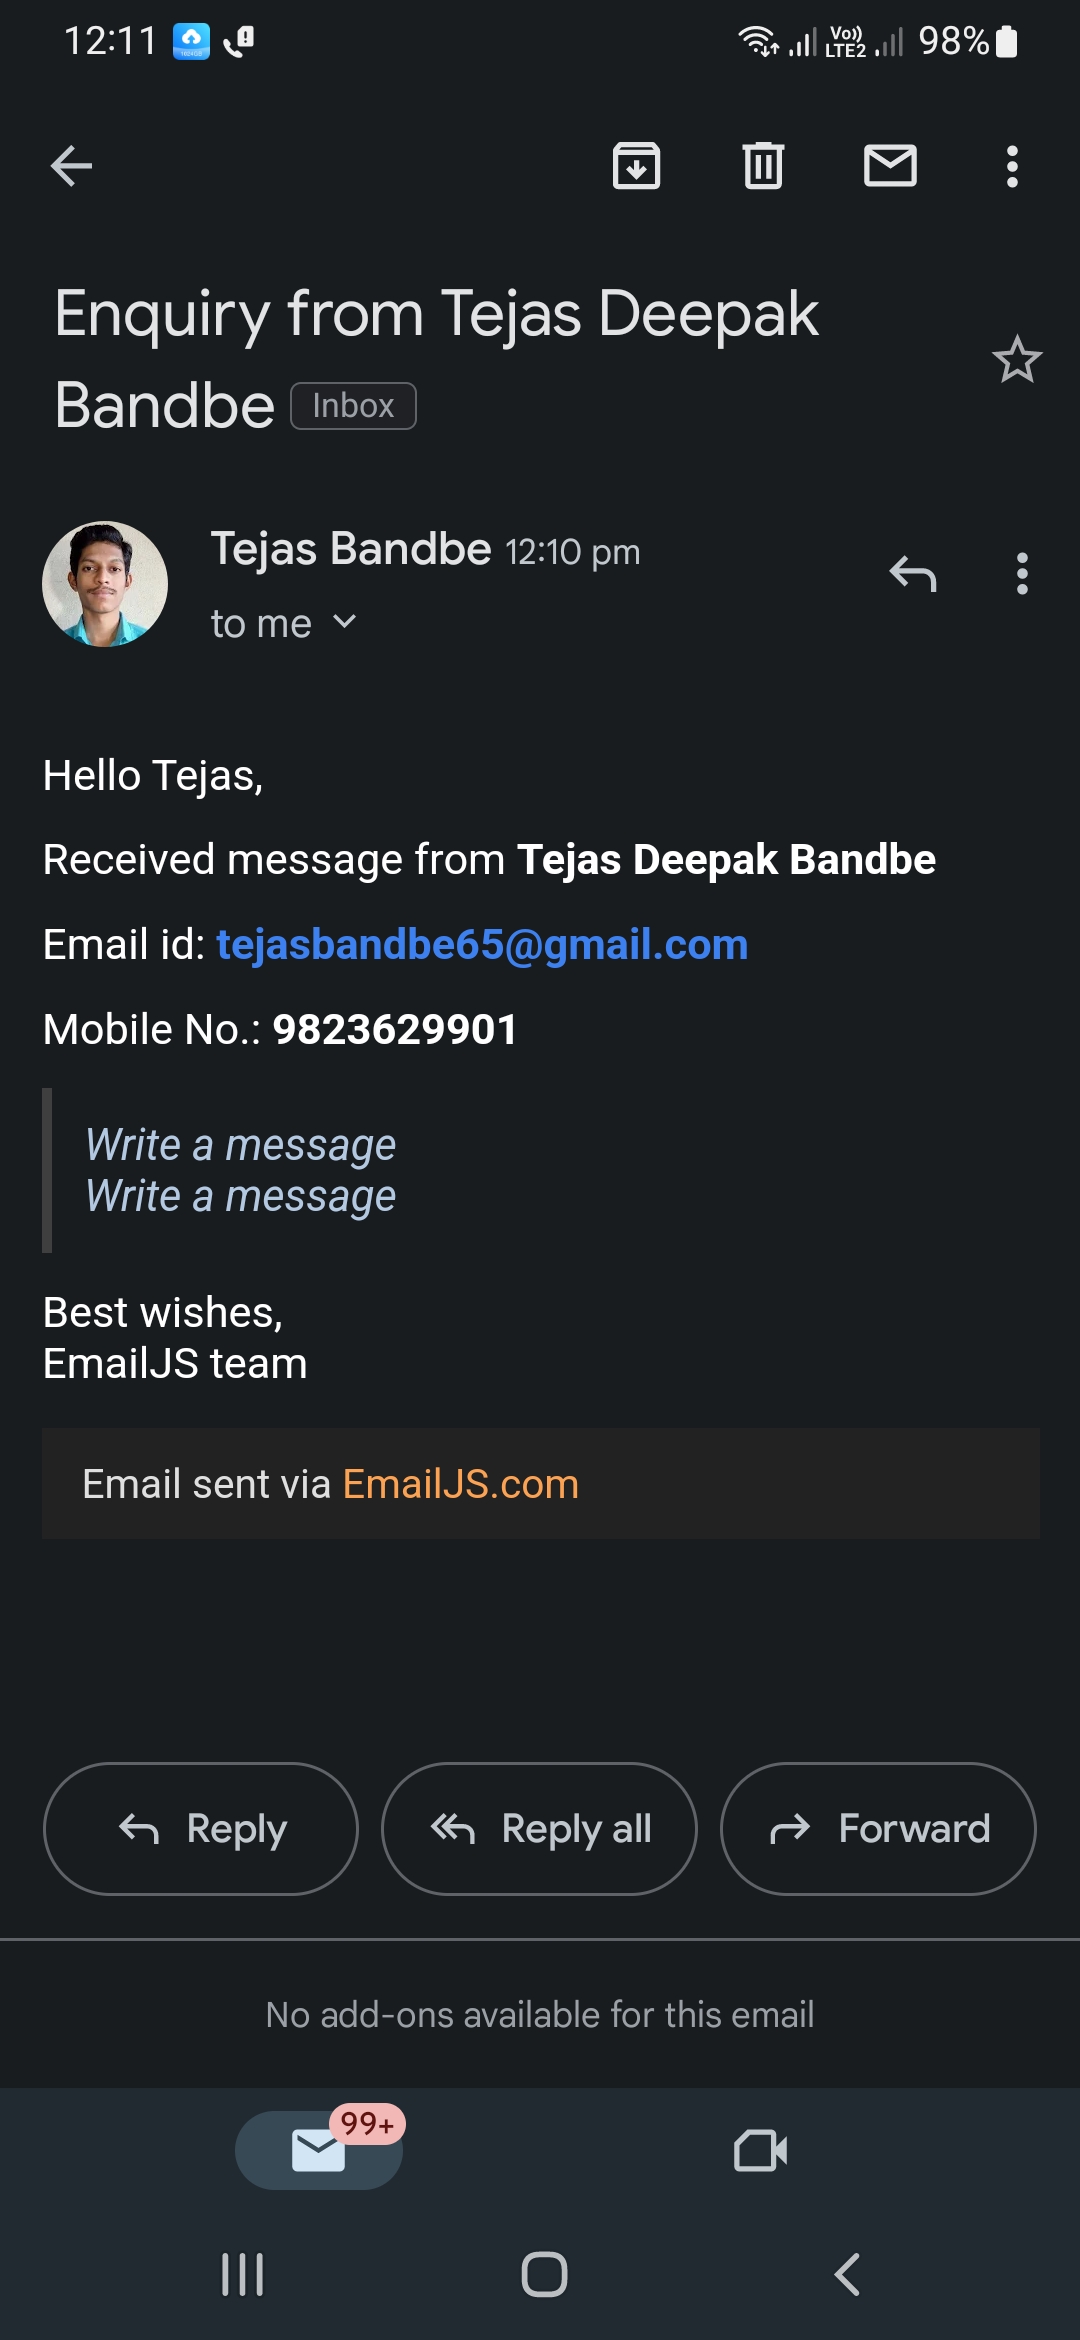 12:11 Vo)) LTE2 98%
Enquiry from Tejas Deepak
Bandbe Inbox
Tejas Bandbe 12:10 pm
to me
Hello Tejas,
Received message from Tejas Deepak Bandbe
Email id: tejasbandbe65@gmail.com
Mobile No.: 9823629901
Write a message
Write a message
Best wishes,
EmailJS team
Email sent via EmailJS.com
Reply Reply all Forward
No add-ons available for this email
99+